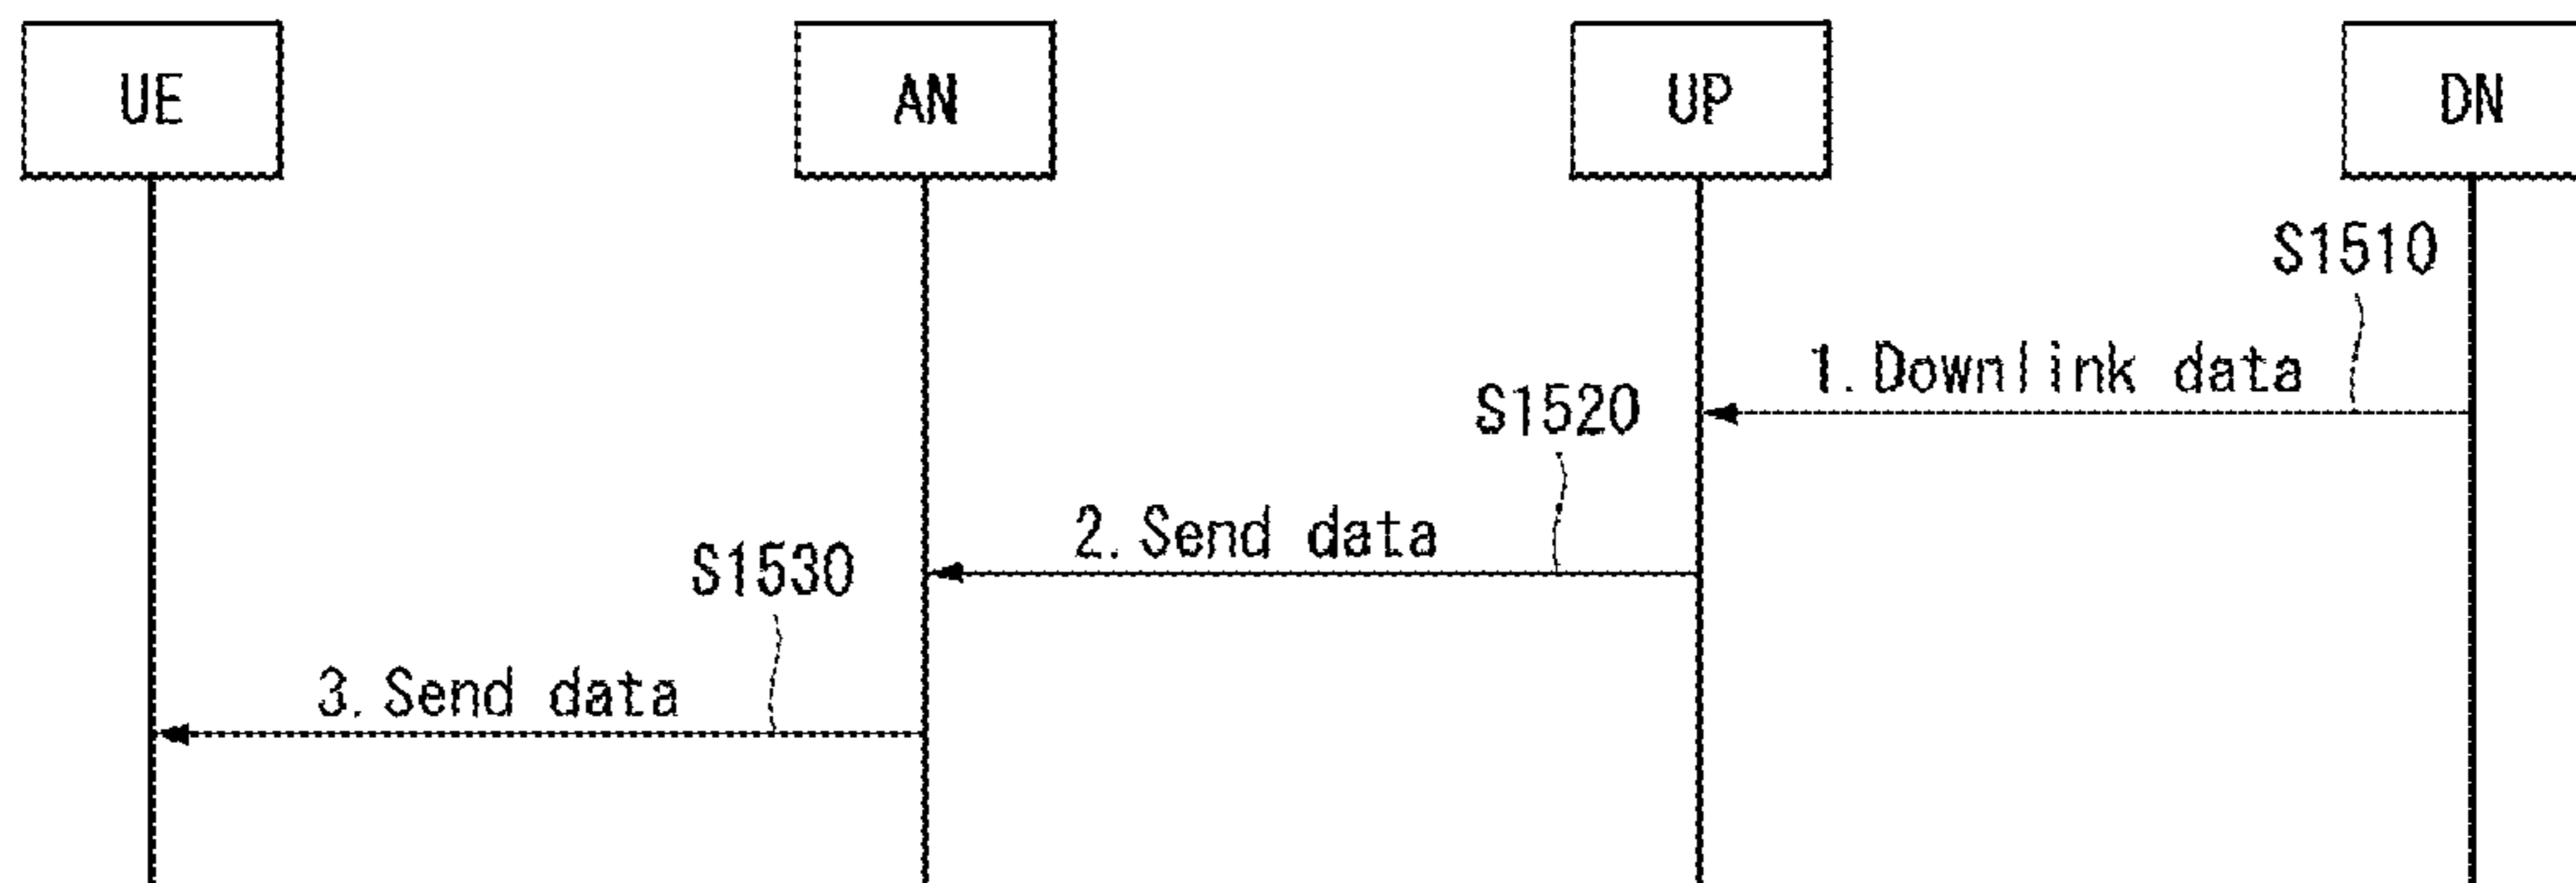 UE AN UP DN
S1510
1. Downlink data
S1520
2. Send data
S1530
3. Send data